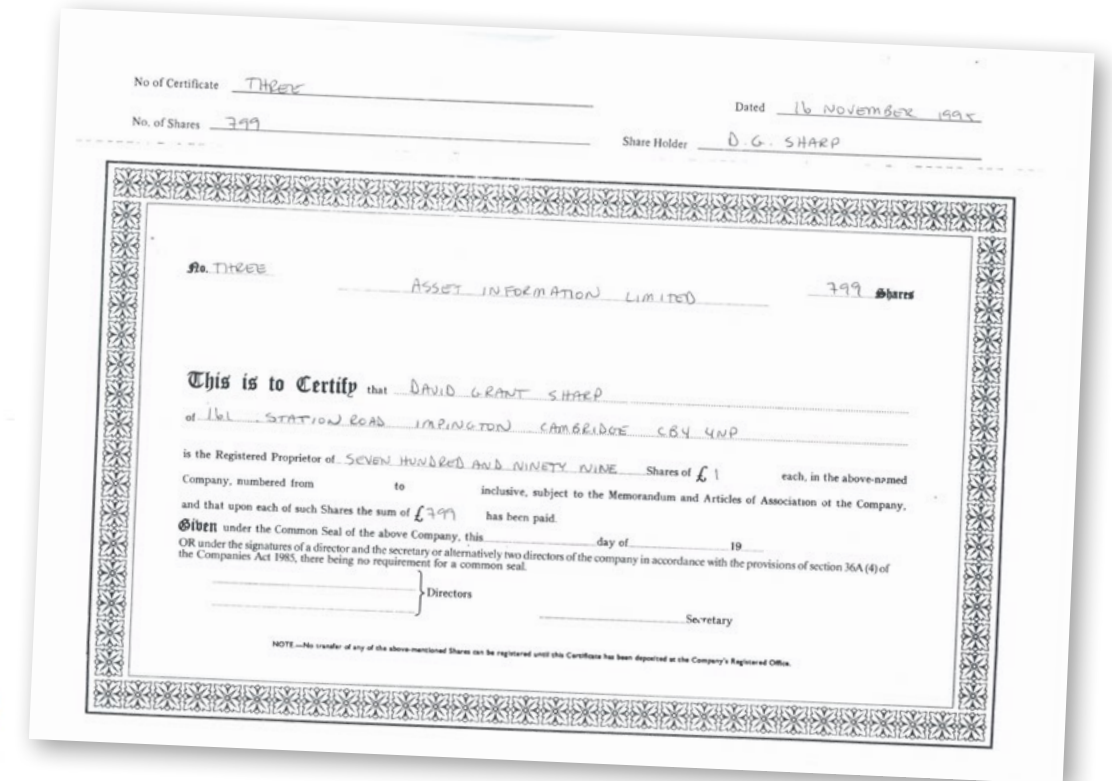 No of Certificate THREE
Dated 16 NOVEMBER 1995
No. of Shares 799
Share Holder D.G. SHARP
No. THREE
ASSET INFORMATION LIMITED
799 Shares
This is to Certify that DAVID GRANT SHARP
of 161 STATION ROAD IMPINGTON CAMBRIDGE CB4 4NP
is the Registered Proprietor of SEVEN HUNDRED AND NINETY NINE Shares of £ 1 each, in the above-named
Company, numbered from to inclusive, subject to the Memorandum and Articles of Association of the Company,
and that upon each of such Shares the sum of £799 has been paid.
Given under the Common Seal of the above Company, this day of 19
OR under the signatures of a director and the secretary or alternatively two directors of the company in accordance with the provisions of section 36A (4) of
the Companies Act 1985, there being no requirement for a common seal.
Directors
Secretary
NOTE.—No transfer of any of the above-mentioned Shares can be registered until this Certificate has been deposited at the Company's Registered Office.